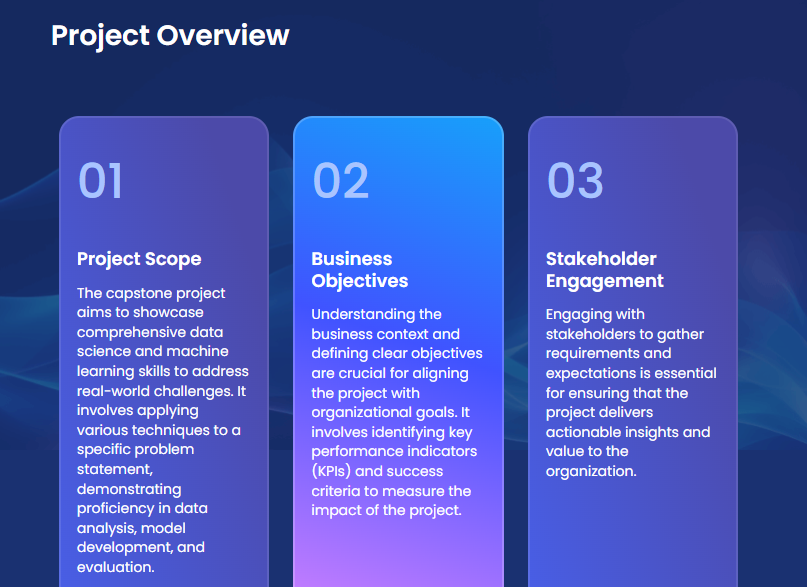 Project Overview
01
Project Scope
The capstone project
aims to showcase
comprehensive data
science and machine
learning skills to address
real-world challenges. It
involves applying
various techniques to a
specific problem
statement,
demonstrating
proficiency in data
analysis, model
development, and
evaluation.
02
Business
Objectives
Understanding the
business context and
defining clear objectives
are crucial for aligning
the project with
organizational goals. It
involves identifying key
performance indicators
(KPIs) and success
criteria to measure the
impact of the project.
03
Stakeholder
Engagement
Engaging with
stakeholders to gather
requirements and
expectations is essential
for ensuring that the
project delivers
actionable insights and
value to the
organization.